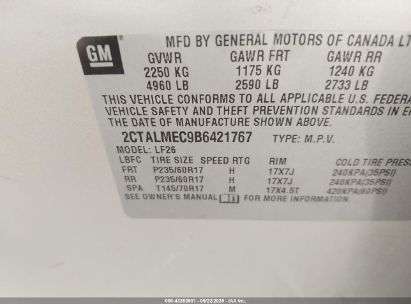 GM
MFD BY GENERAL MOTORS OF CANADA LT
GVWR GAWR FRT GAWR RR
2250 KG 1175 KG 1240 KG
4960 LB 2590 LB 2733 LB
THIS VEHICLE CONFORMS TO ALL APPLICABLE U.S. FEDERA
VEHICLE SAFETY AND THEFT PREVENTION STANDARDS IN E
DATE OF MANUFACTURE SHOWN ABOVE.
2CTALMEC9B6421767 TYPE: M.P.V.
MODEL: LF26
LBFC TIRE SIZE SPEED RTG RIM COLD TIRE PRESS
FRT P235/60R17 H 17X7J 240KPA(35PSI)
RR P235/60R17 H 17X7J 240KPA(35PSI)
SPA T145/70R17 M 17X4.5T 420KPA(60PSI)
SEE OWNER'S MANUAL FOR MORE INFORMATION.